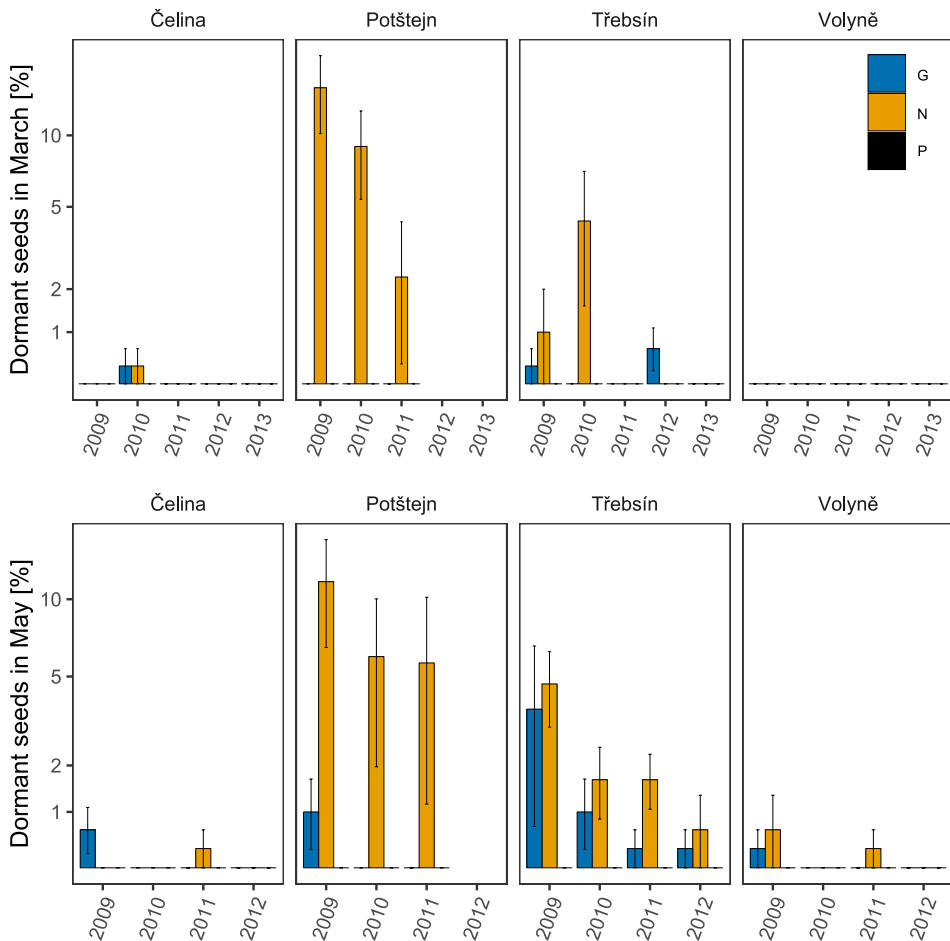 Čelina Potštejn Třebsín Volyně
Dormant seeds in March [%]
10
5
2
1
G
N
P
2009 2010 2011 2012 2013 2009 2010 2011 2012 2013 2009 2010 2011 2012 2013 2009 2010 2011 2012 2013
Čelina Potštejn Třebsín Volyně
Dormant seeds in May [%]
10
5
2
1
2009 2010 2011 2012 2009 2010 2011 2012 2009 2010 2011 2012 2009 2010 2011 2012